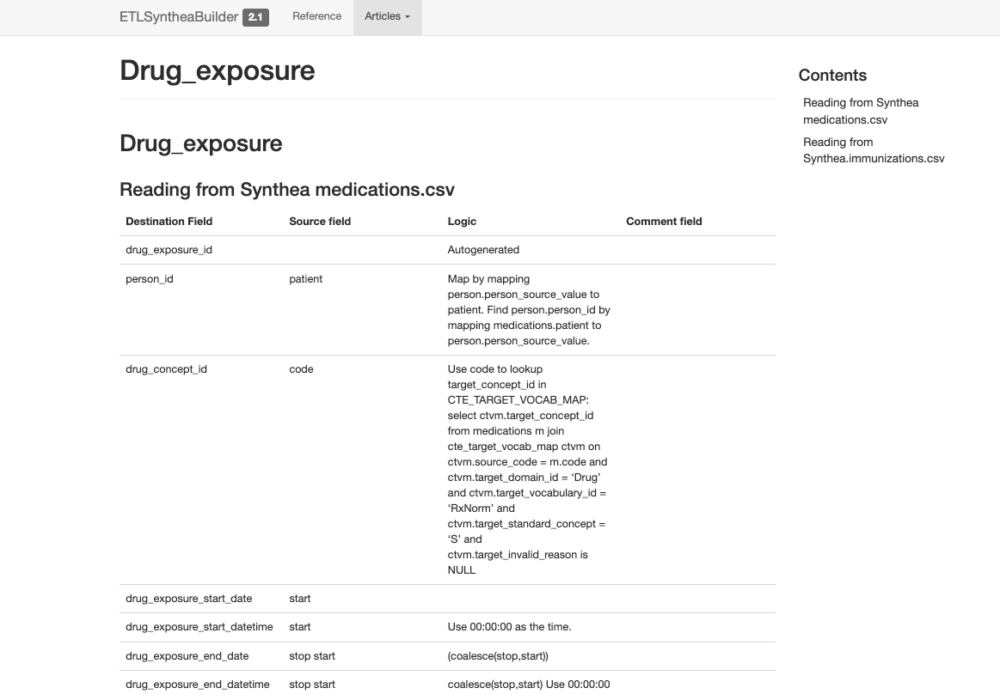 ETLSyntheaBuilder 2.1 Reference Articles
Drug_exposure
Contents
Reading from Synthea
medications.csv
Reading from
Synthea.immunizations.csv
Drug_exposure
Reading from Synthea medications.csv
Destination Field Source field Logic Comment field
drug_exposure_id Autogenerated
person_id patient Map by mapping
person.person_source_value to
patient. Find person.person_id by
mapping medications.patient to
person.person_source_value.
drug_concept_id code Use code to lookup
target_concept_id in
CTE_TARGET_VOCAB_MAP:
select ctvm.target_concept_id
from medications m join
cte_target_vocab_map ctvm on
ctvm.source_code = m.code and
ctvm.target_domain_id = ‘Drug’
and ctvm.target_vocabulary_id =
‘RxNorm’ and
ctvm.target_standard_concept =
‘S’ and
ctvm.target_invalid_reason is
NULL
drug_exposure_start_date start
drug_exposure_start_datetime start Use 00:00:00 as the time.
drug_exposure_end_date stop start (coalesce(stop,start))
drug_exposure_end_datetime stop start coalesce(stop,start) Use 00:00:00